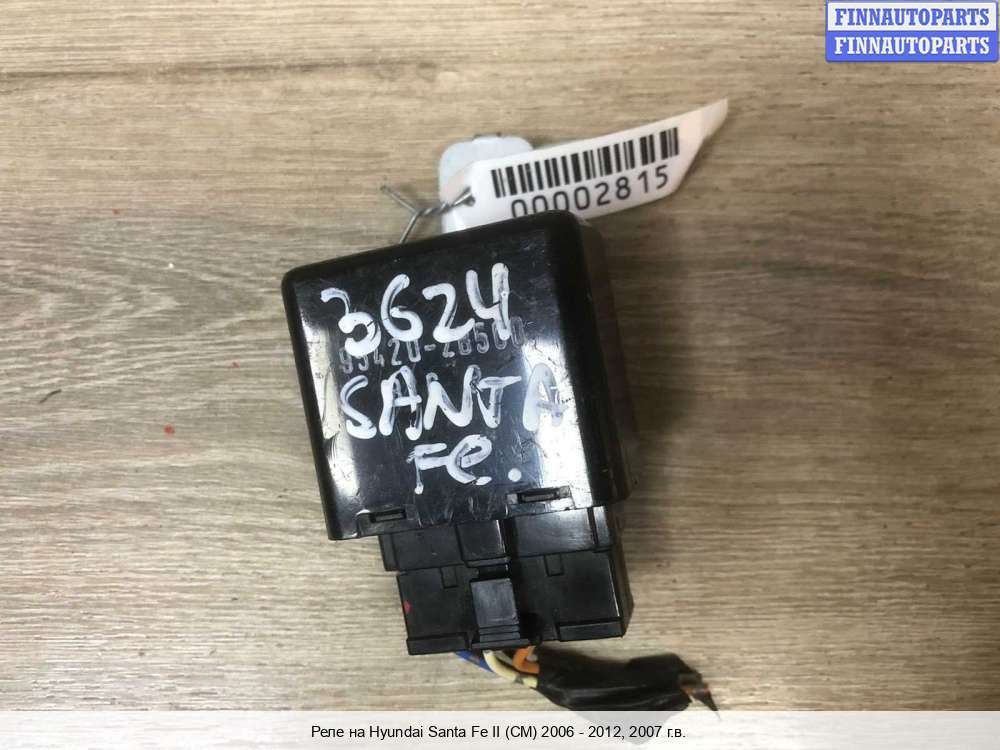 FINNAUTOPARTS
FINNAUTOPARTS
00002815
3624
95420-2B500
SANTA
Fe.
Реле на Hyundai Santa Fe II (CM) 2006 - 2012, 2007 г.в.